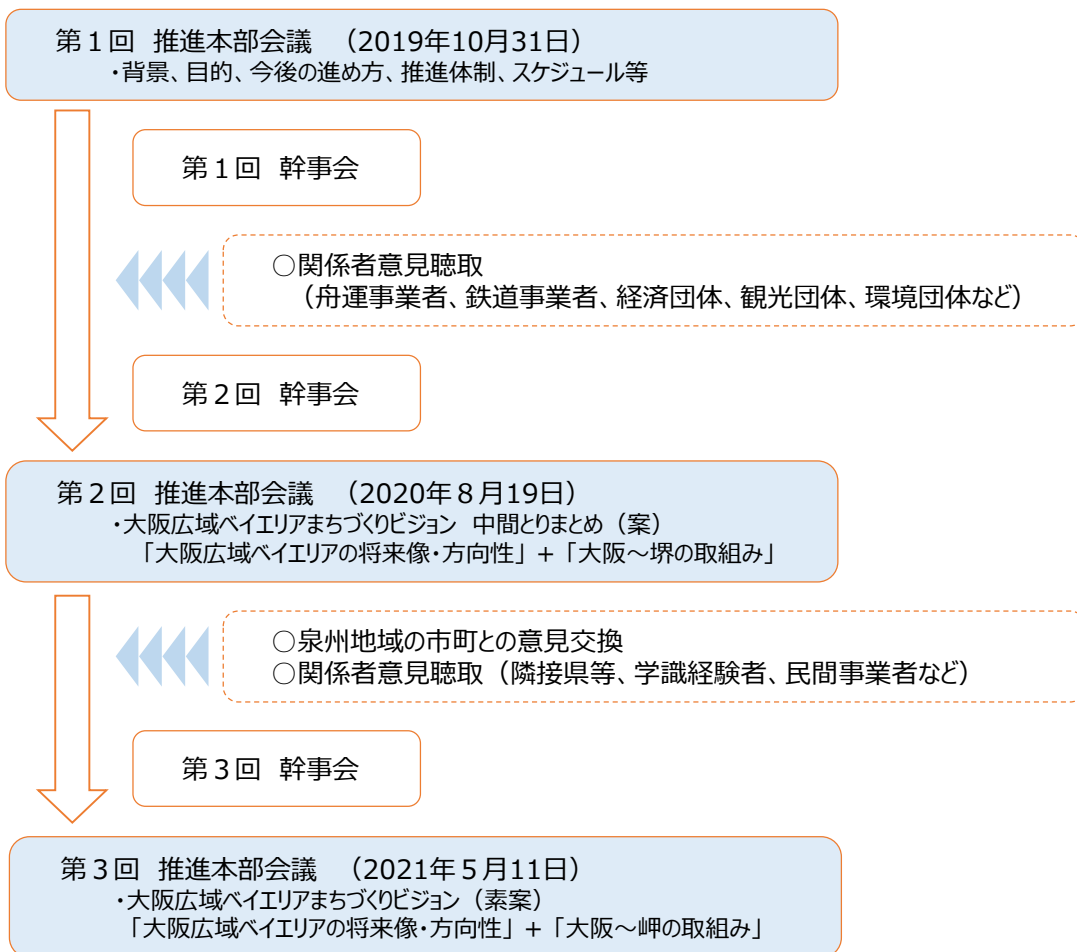 第１回 推進本部会議 （2019年10月31日）
・背景、目的、今後の進め方、推進体制、スケジュール等
第１回 幹事会
○関係者意見聴取
（舟運事業者、鉄道事業者、経済団体、観光団体、環境団体など）
第２回 幹事会
第２回 推進本部会議 （2020年８月19日）
・大阪広域ベイエリアまちづくりビジョン 中間とりまとめ（案）
「大阪広域ベイエリアの将来像・方向性」＋「大阪～堺の取組み」
○泉州地域の市町との意見交換
○関係者意見聴取（隣接県等、学識経験者、民間事業者など）
第３回 幹事会
第３回 推進本部会議 （2021年５月11日）
・大阪広域ベイエリアまちづくりビジョン（素案）
「大阪広域ベイエリアの将来像・方向性」＋「大阪～岬の取組み」